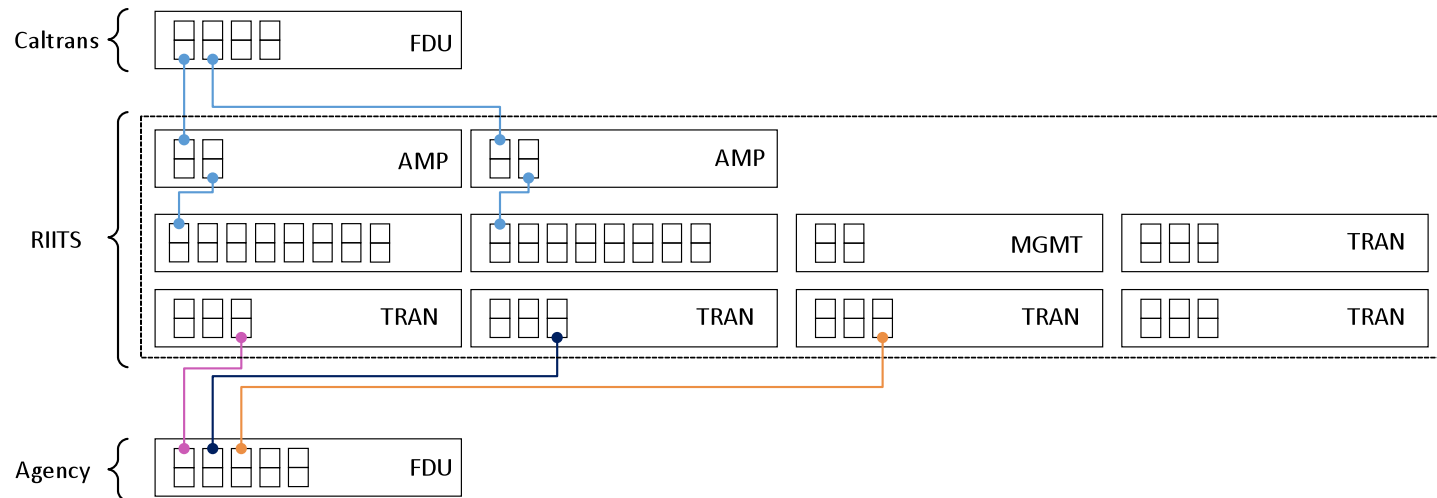 Caltrans
FDU
AMP
AMP
RIITS
MGMT
TRAN
TRAN
TRAN
TRAN
TRAN
Agency
FDU